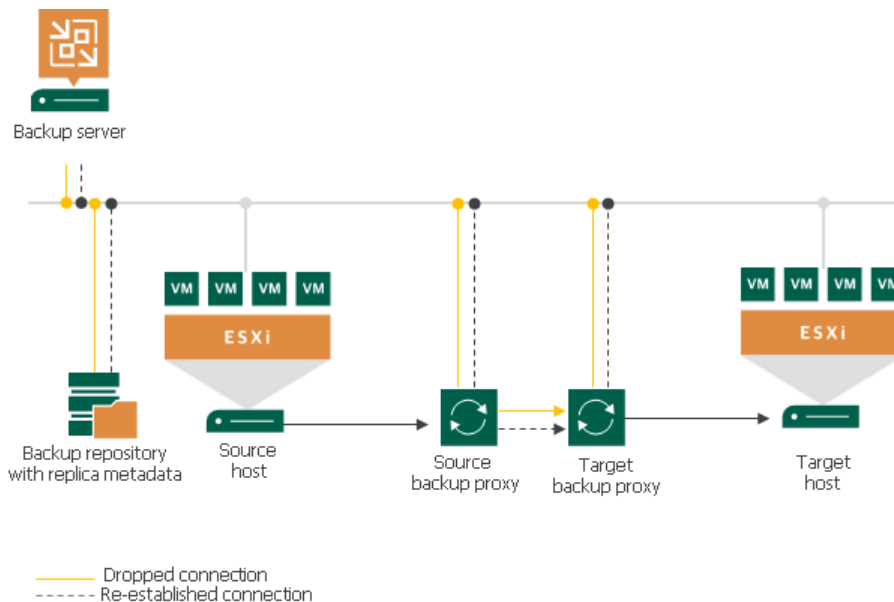 Backup server
VM VM VM VM
ESXi
VM VM VM VM
ESXi
Backup repository
with replica metadata
Source
host
Source
backup proxy
Target
backup proxy
Target
host
Dropped connection
Re-established connection